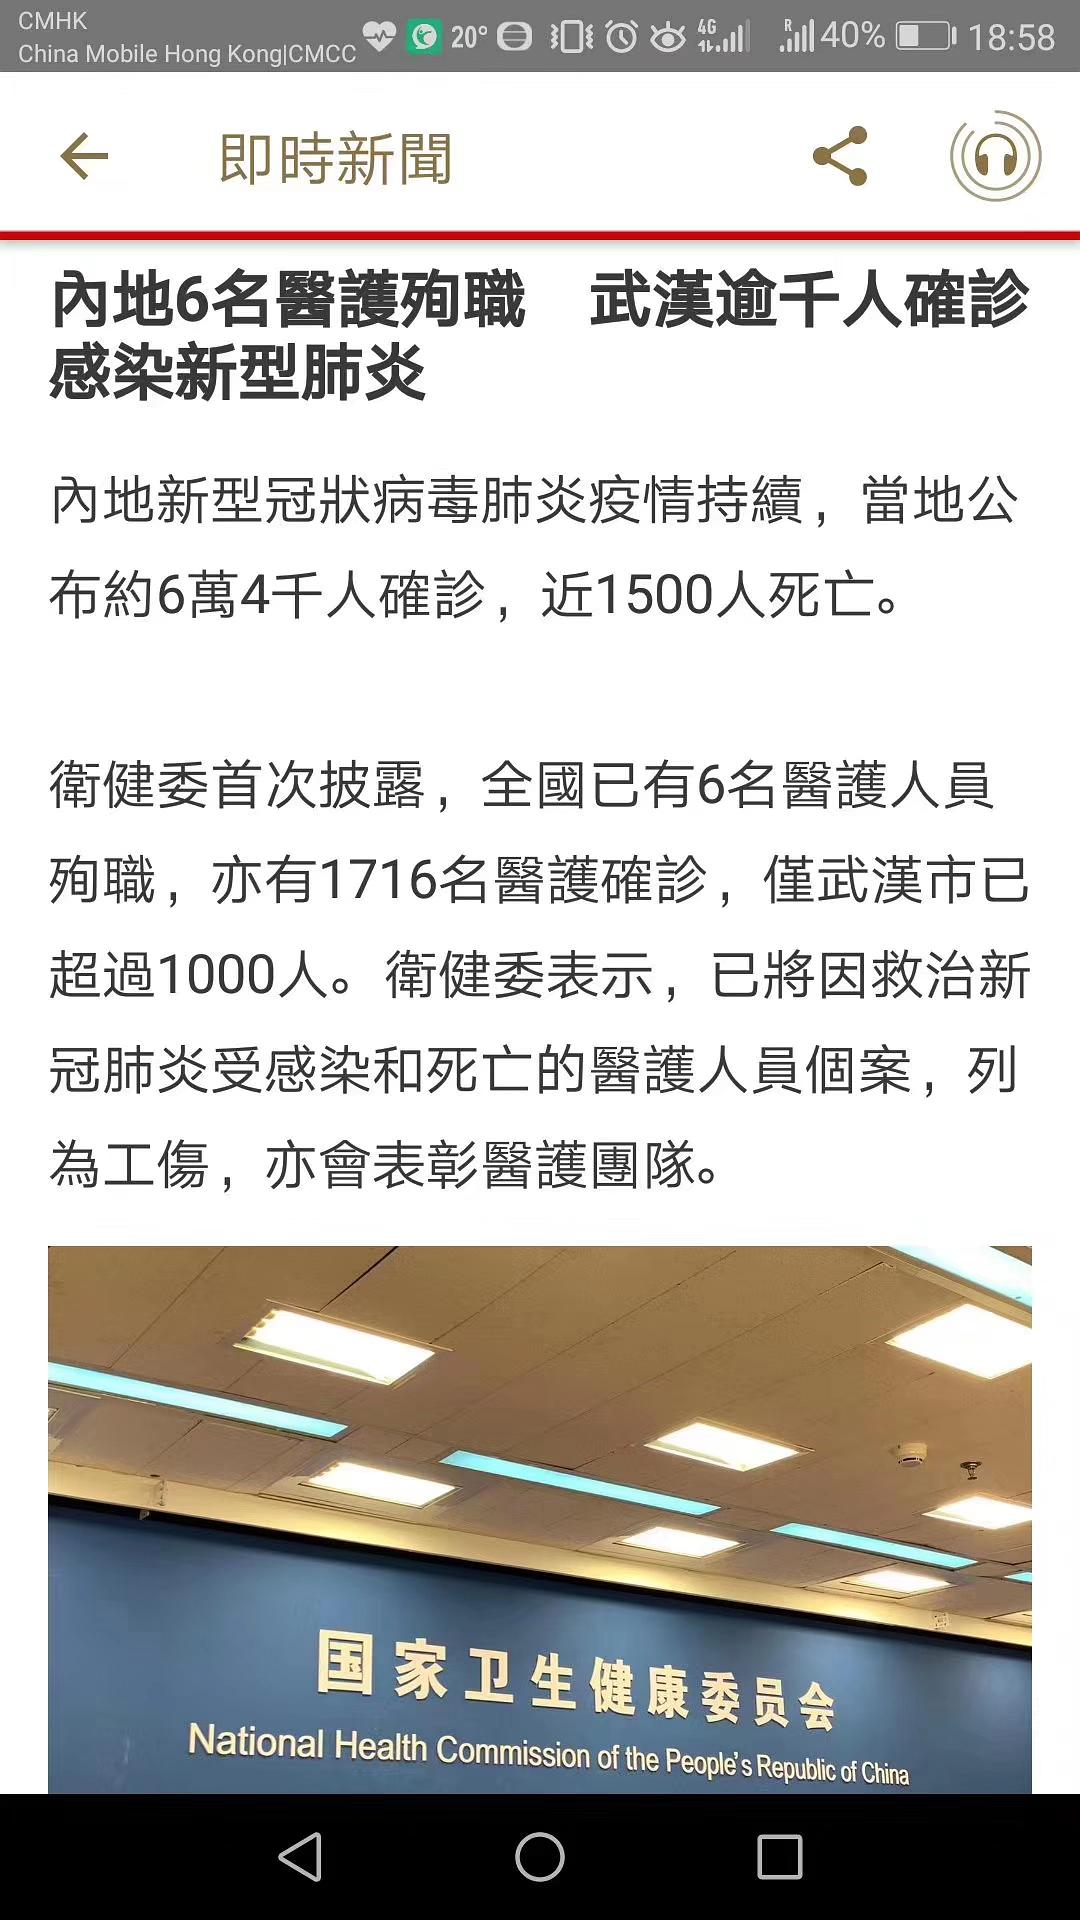 CMHK
China Mobile Hong Kong|CMCC 20° 4G R 40% 18:58
即時新聞
內地6名醫護殉職　武漢逾千人確診
感染新型肺炎
內地新型冠狀病毒肺炎疫情持續，當地公
布約6萬4千人確診，近1500人死亡。
衛健委首次披露，全國已有6名醫護人員
殉職，亦有1716名醫護確診，僅武漢市已
超過1000人。衛健委表示，已將因救治新
冠肺炎受感染和死亡的醫護人員個案，列
為工傷，亦會表彰醫護團隊。
国家卫生健康委员会
National Health Commission of the People's Republic of China